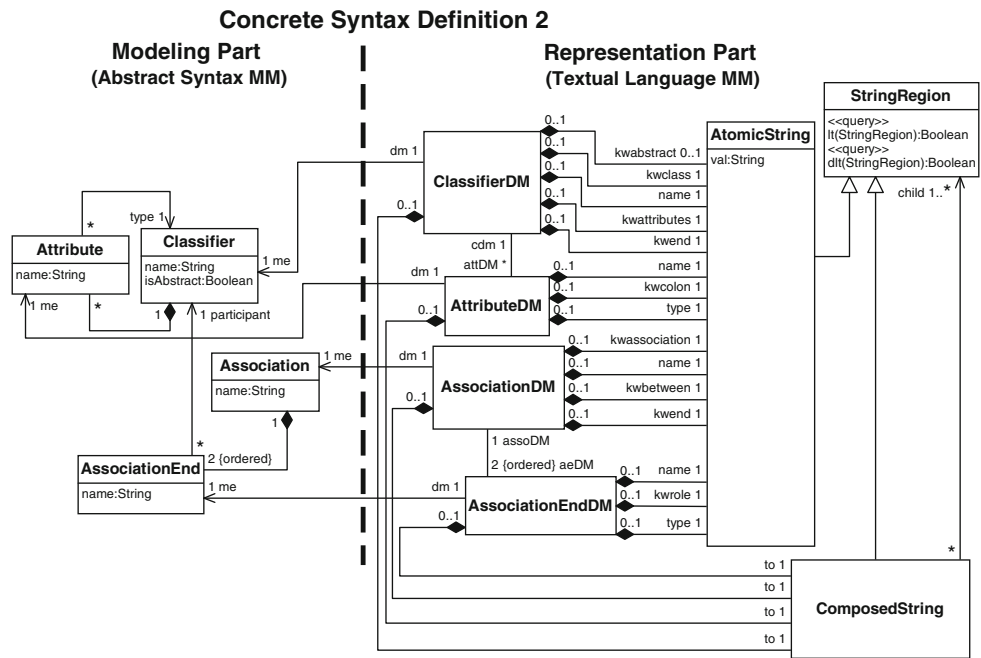 Concrete Syntax Definition 2
Modeling Part
(Abstract Syntax MM)
Representation Part
(Textual Language MM)
StringRegion
<<query>>
lt(StringRegion):Boolean
<<query>>
dlt(StringRegion):Boolean
child 1..*
AtomicString
val:String
ClassifierDM
dm 1
0..1
0..1
kwabstract 0..1
0..1
kwclass 1
0..1
name 1
0..1
kwattributes 1
0..1
kwend 1
cdm 1
attDM *
type 1
*
Attribute
name:String
1 me
*
Classifier
name:String
isAbstract:Boolean
1
1 me
1 participant
dm 1
AttributeDM
0..1
0..1
name 1
0..1
kwcolon 1
0..1
type 1
Association
name:String
1
1 me
dm 1
AssociationDM
0..1
0..1
kwassociation 1
0..1
name 1
0..1
kwbetween 1
0..1
kwend 1
1 assoDM
2 {ordered} aeDM
*
2 {ordered}
AssociationEnd
name:String
1 me
dm 1
AssociationEndDM
0..1
0..1
name 1
0..1
kwrole 1
0..1
type 1
*
ComposedString
to 1
to 1
to 1
to 1